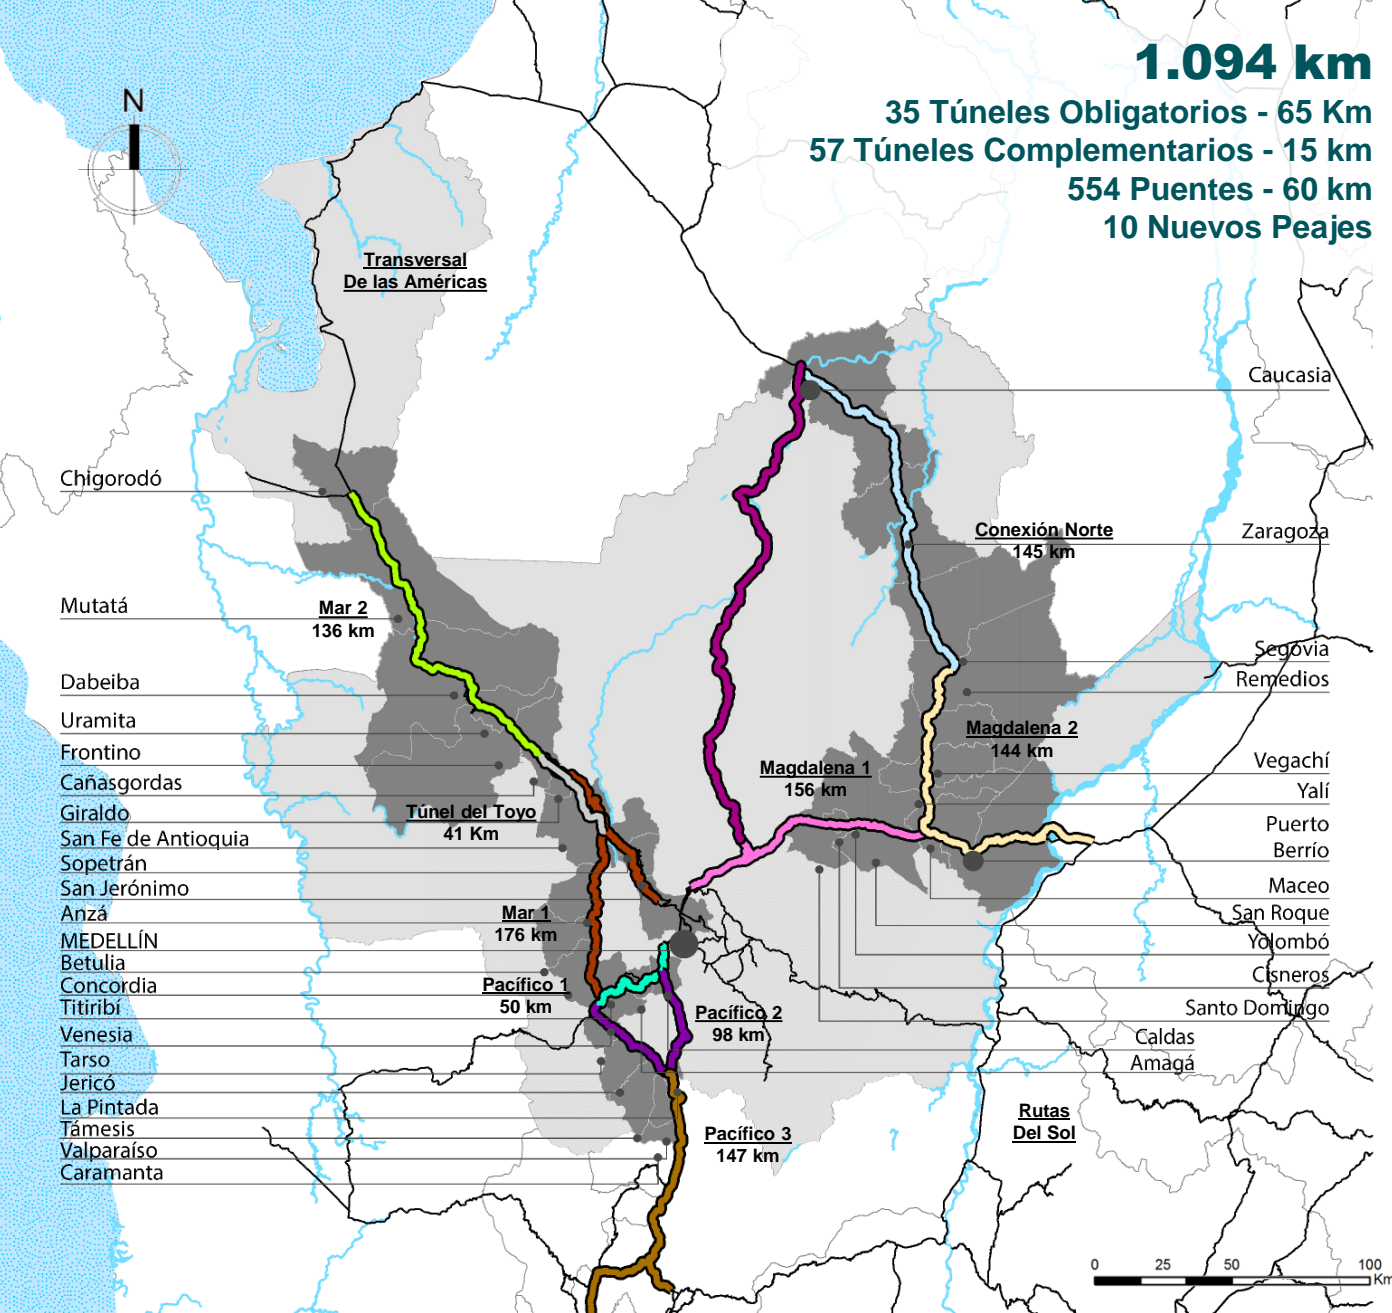 1.094 km
35 Túneles Obligatorios - 65 Km
57 Túneles Complementarios - 15 km
554 Puentes - 60 km
10 Nuevos Peajes
N
Transversal
De las Américas
Caucasia
Chigorodó
Conexión Norte
145 km
Zaragoza
Mar 2
136 km
Mutatá
Segovia
Remedios
Dabeiba
Uramita
Frontino
Cañasgordas
Giraldo
San Fe de Antioquia
Sopetrán
San Jerónimo
Anzá
MEDELLÍN
Betulia
Concordia
Titiribí
Venesia
Tarso
Jericó
La Pintada
Támesis
Valparaíso
Caramanta
Magdalena 2
144 km
Magdalena 1
156 km
Túnel del Toyo
41 Km
Mar 1
176 km
Pacífico 1
50 km
Pacífico 2
98 km
Pacífico 3
147 km
Vegachí
Yalí
Puerto
Berrío
Maceo
San Roque
Yolombó
Cisneros
Santo Domingo
Caldas
Amagá
Rutas
Del Sol
0 25 50 100
Km